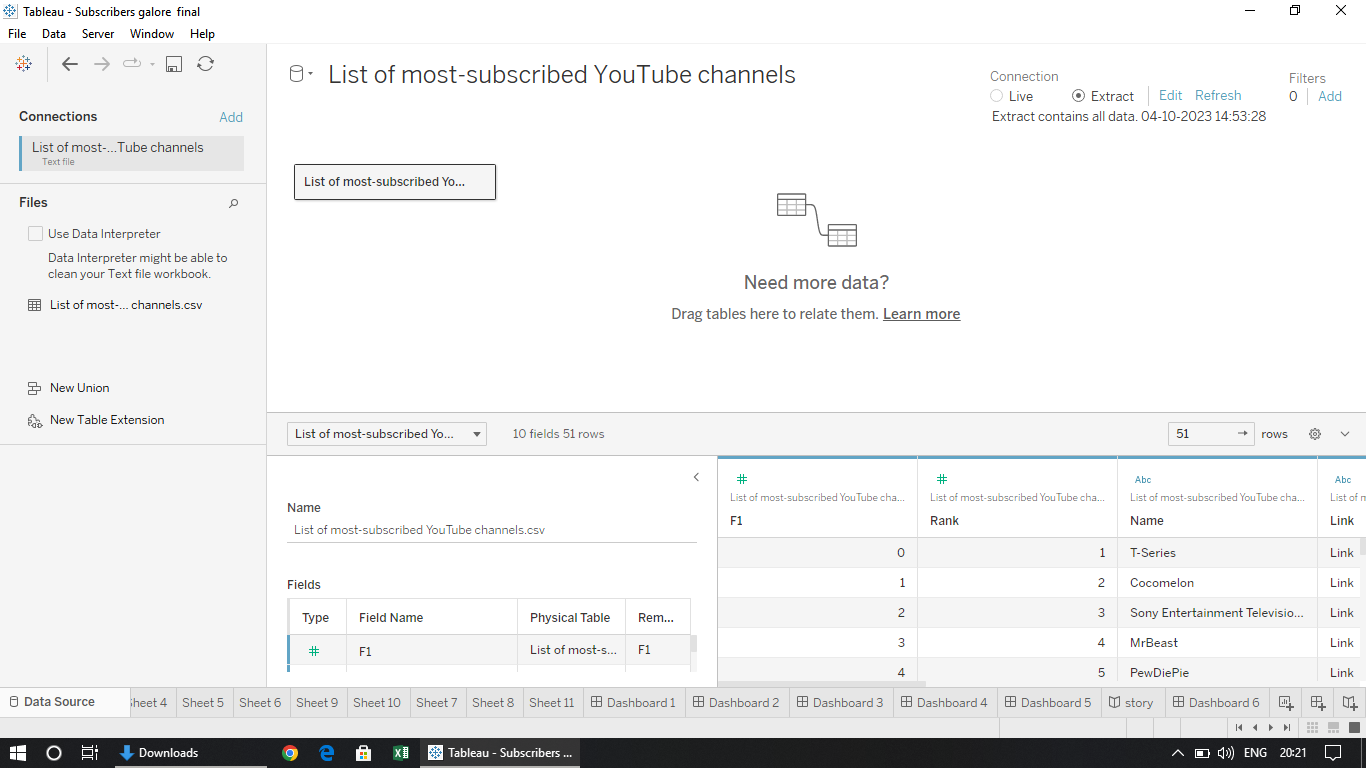 Tableau - Subscribers galore  final
File Data Server Window Help
Connections Add
List of most-...Tube channels
Text file
Files
Use Data Interpreter
Data Interpreter might be able to
clean your Text file workbook.
List of most-... channels.csv
New Union
New Table Extension
List of most-subscribed YouTube channels
Connection
Live Extract Edit Refresh
Extract contains all data. 04-10-2023 14:53:28
Filters
0 Add
List of most-subscribed Yo...
Need more data?
Drag tables here to relate them. Learn more
List of most-subscribed Yo... 10 fields 51 rows 51 → rows
Name
List of most-subscribed YouTube channels.csv
Fields
Type Field Name Physical Table Rem...
# F1 List of most-s... F1
# # Abc Abc
List of most-subscribed YouTube cha... List of most-subscribed YouTube cha... List of most-subscribed YouTube cha... List of m
F1 Rank Name Link
0 1 T-Series Link
1 2 Cocomelon Link
2 3 Sony Entertainment Televisio... Link
3 4 MrBeast Link
4 5 PewDiePie Link
Data Source heet 4 Sheet 5 Sheet 6 Sheet 9 Sheet 10 Sheet 7 Sheet 8 Sheet 11 Dashboard 1 Dashboard 2 Dashboard 3 Dashboard 4 Dashboard 5 story Dashboard 6
Downloads Tableau - Subscribers ... ENG 20:21